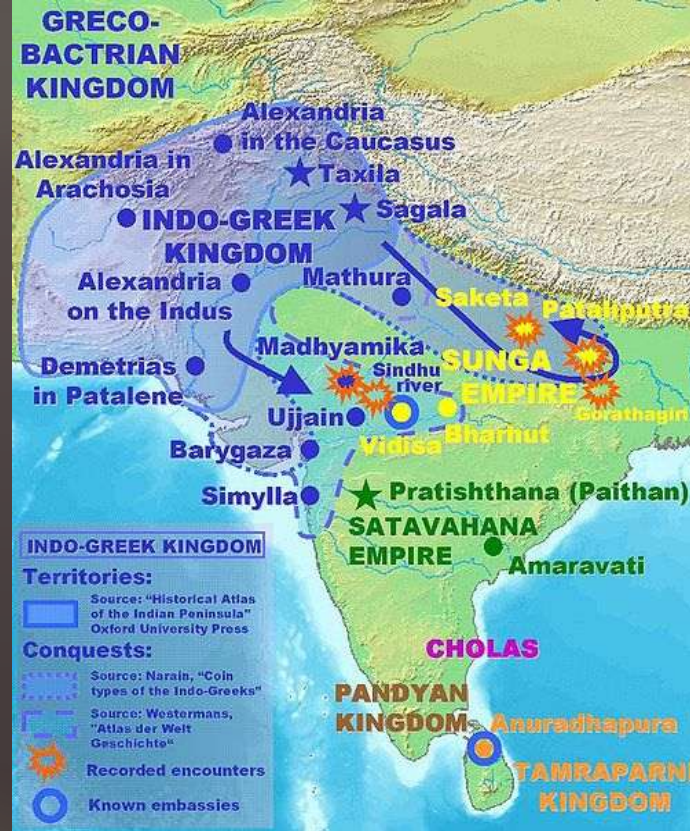 GRECO-
BACTRIAN
KINGDOM
Alexandria
in the Caucasus
Alexandria in
Arachosia
Taxila
Sagala
INDO-GREEK
KINGDOM
Alexandria
on the Indus
Mathura
Saketa
Pataliputra
Madhyamika
SUNGA
EMPIRE
Sindhu
river
Demetrias
in Patalene
Gorathagiri
Ujjain
Vidisa
Bharhut
Barygaza
Simylla
Pratishthana (Paithan)
SATAVAHANA
EMPIRE
Amaravati
INDO-GREEK KINGDOM
Territories:
Source: "Historical Atlas
of the Indian Peninsula"
Oxford University Press
Conquests:
Source: Narain, "Coin
types of the Indo-Greeks"
Source: Westermans,
"Atlas der Welt
Geschichte"
Recorded encounters
Known embassies
CHOLAS
PANDYAN
KINGDOM
Anuradhapura
TAMRAPARNI
KINGDOM